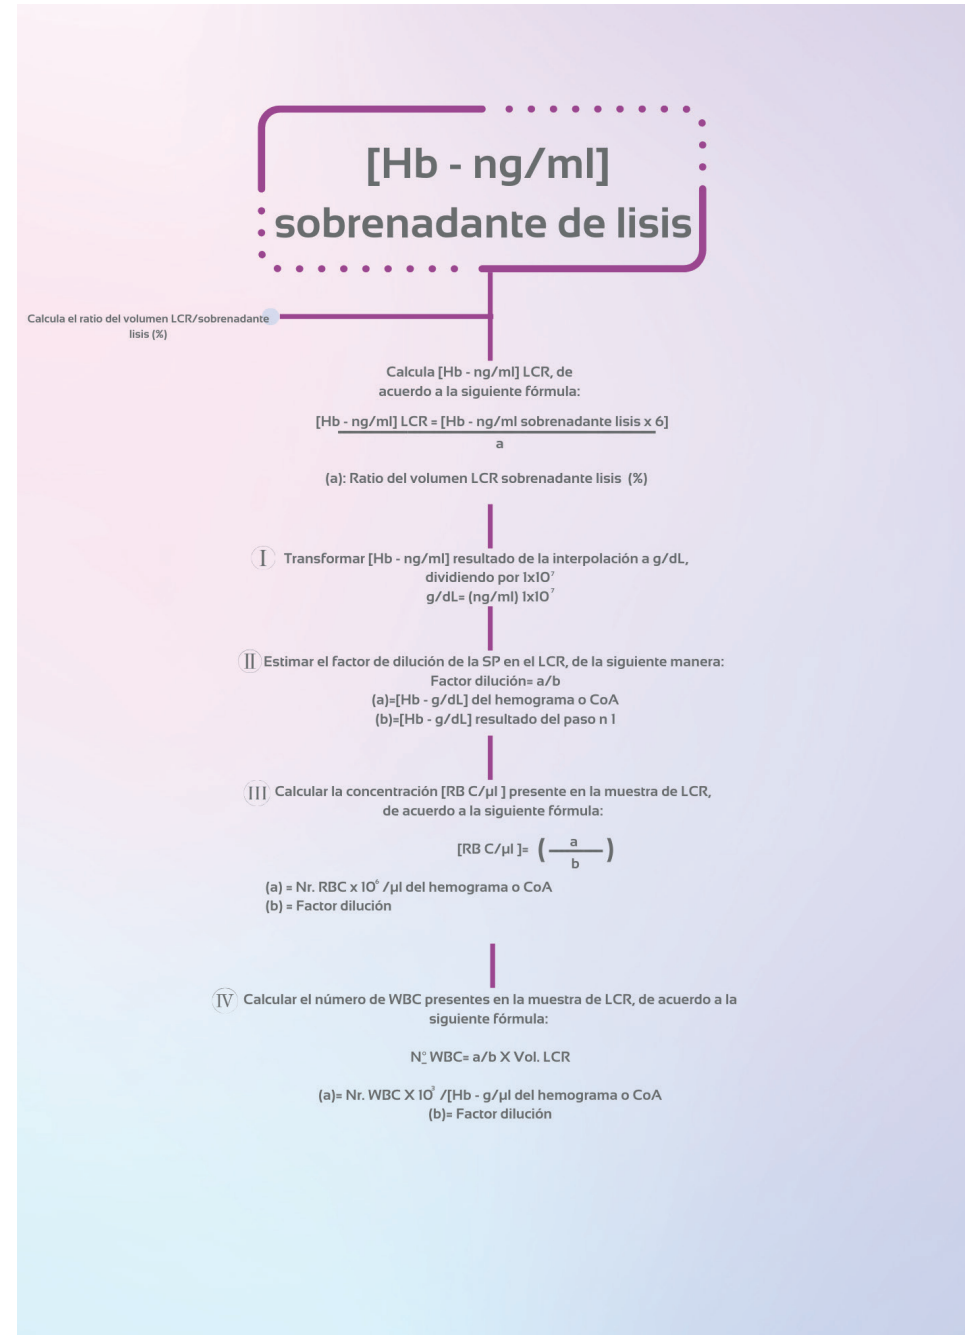 [Hb - ng/ml]
sobrenadante de lisis
Calcula el ratio del volumen LCR/sobrenadante
lisis (%)
Calcula [Hb - ng/ml] LCR, de
acuerdo a la siguiente fórmula:
[Hb - ng/ml] LCR = [Hb - ng/ml sobrenadante lisis x 6]
a
(a): Ratio del volumen LCR sobrenadante lisis (%)
I Transformar [Hb - ng/ml] resultado de la interpolación a g/dL,
dividiendo por 1x10⁷
g/dL= (ng/ml) 1x10⁷
II Estimar el factor de dilución de la SP en el LCR, de la siguiente manera:
Factor dilución= a/b
(a)=[Hb - g/dL] del hemograma o CoA
(b)=[Hb - g/dL] resultado del paso n 1
III Calcular la concentración [RB C/µl ] presente en la muestra de LCR,
de acuerdo a la siguiente fórmula:
[RB C/µl ]= ( a
b )
(a) = Nr. RBC x 10⁶ /µl del hemograma o CoA
(b) = Factor dilución
IV Calcular el número de WBC presentes en la muestra de LCR, de acuerdo a la
siguiente fórmula:
Nº WBC= a/b X Vol. LCR
(a)= Nr. WBC X 10³ /[Hb - g/µl del hemograma o CoA
(b)= Factor dilución